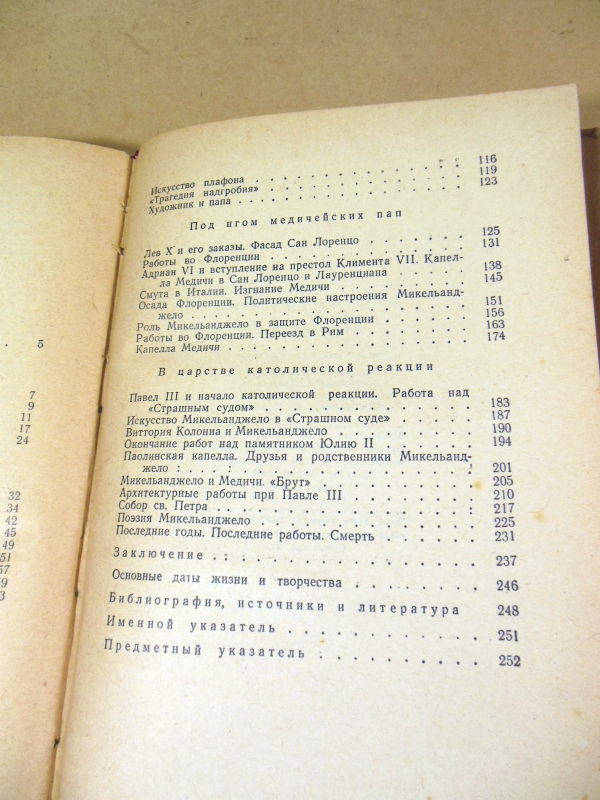 . 5
7
9
11
17
24
32
34
42
45
49
51
57
59
3
Искусство плафона . . . . . . . . . . . . 116
«Трагедия надгробия» . . . . . . . . . . . 119
Художник и папа . . . . . . . . . . . . 123
Под игом медичейских пап
Лев X и его заказы. Фасад Сан Лоренцо . . . . . . 125
Работы во Флоренции . . . . . . . . . . . 131
Адриан VI и вступление на престол Климента VII. Капел-
ла Медичи в Сан Лоренцо и Лауренциана . . . . 138
Смута в Италии. Изгнание Медичи . . . . . . . 145
Осада Флоренции. Политические настроения Микельанд-
жело . . . . . . . . . . . . . . 151
Роль Микельанджело в защите Флоренции . . . . . 156
Работы во Флоренции. Переезд в Рим . . . . . . 163
Капелла Медичи . . . . . . . . . . . . 174
В царстве католической реакции
Павел III и начало католической реакции. Работа над
«Страшным судом» . . . . . . . . . . . 183
Искусство Микельанджело в «Страшном суде» . . . . 187
Виттория Колонна и Микельанджело . . . . . . . 190
Окончание работ над памятником Юлию II . . . . . 194
Паолинская капелла. Друзья и родственники Микельанд-
жело . . . . . . . . . . . . . . 201
Микельанджело и Медичи. «Брут» . . . . . . . . 205
Архитектурные работы при Павле III . . . . . . . 210
Собор св. Петра . . . . . . . . . . . . 217
Поэзия Микельанджело . . . . . . . . . . 225
Последние годы. Последние работы. Смерть . . . . . 231
Заключение . . . . . . . . . . . . . 237
Основные даты жизни и творчества . . . . . . . 246
Библиография, источники и литература 248
Именной указатель . . . . . . . . . . 251
Предметный указатель . . . . . . . . . 252